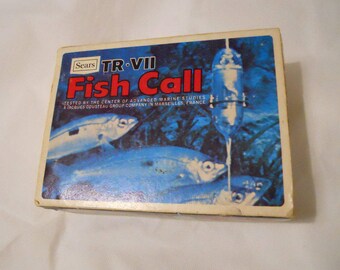 Sears
TR·VII
Fish Call
TESTED BY THE CENTER OF ADVANCED MARINE STUDIES
A JACQUES COUSTEAU GROUP COMPANY IN MARSEILLES, FRANCE